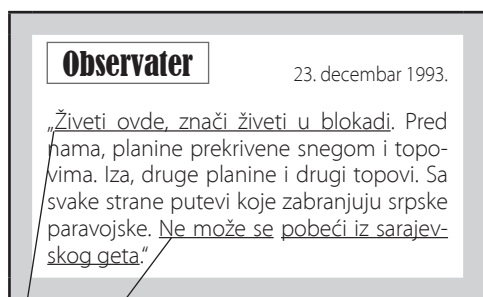 Observater
23. decembar 1993.
„Živeti ovde, znači živeti u blokadi. Pred
nama, planine prekrivene snegom i topo-
vima. Iza, druge planine i drugi topovi. Sa
svake strane putevi koje zabranjuju srpske
paravojske. Ne može se pobeći iz sarajev-
skog geta.“